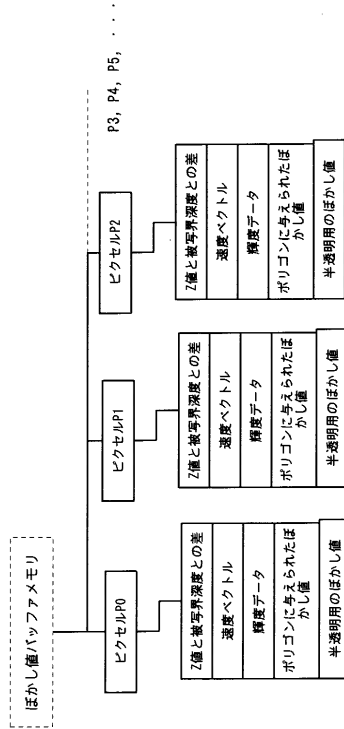 ぼかし値バッファメモリ
ピクセルP0
Z値と被写界深度との差
速度ベクトル
輝度データ
ポリゴンに与えられたぼ
かし値
半透明用のぼかし値
ピクセルP1
Z値と被写界深度との差
速度ベクトル
輝度データ
ポリゴンに与えられたぼ
かし値
半透明用のぼかし値
ピクセルP2
Z値と被写界深度との差
速度ベクトル
輝度データ
ポリゴンに与えられたぼ
かし値
半透明用のぼかし値
P3, P4, P5, ・・・